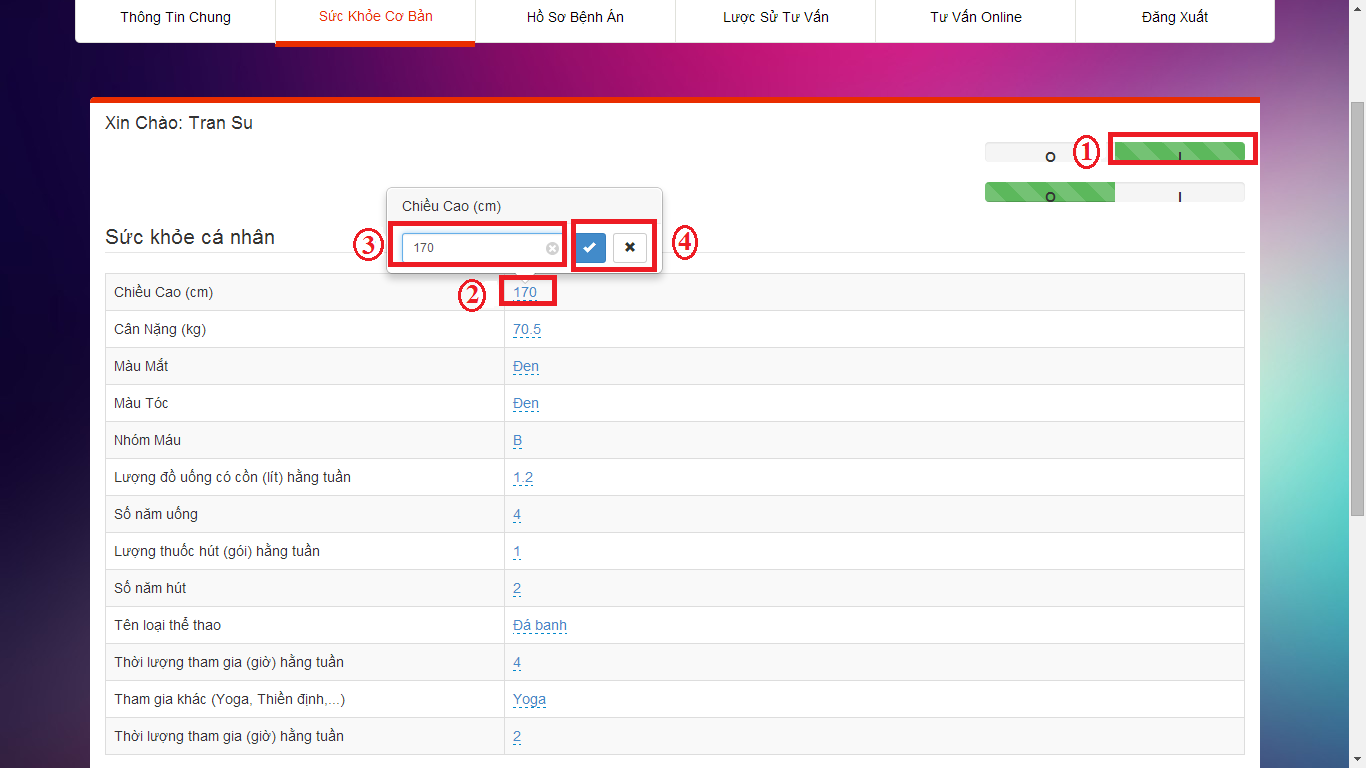 Thông Tin Chung
Sức Khỏe Cơ Bản
Hồ Sơ Bệnh Án
Lược Sử Tư Vấn
Tư Vấn Online
Đăng Xuất
Xin Chào: Tran Su
O 1 I
O I
Chiều Cao (cm)
3 170 4
Sức khỏe cá nhân
2
Chiều Cao (cm) 170
Cân Nặng (kg) 70.5
Màu Mắt Đen
Màu Tóc Đen
Nhóm Máu B
Lượng đồ uống có cồn (lít) hằng tuần 1.2
Số năm uống 4
Lượng thuốc hút (gói) hằng tuần 1
Số năm hút 2
Tên loại thể thao Đá banh
Thời lượng tham gia (giờ) hằng tuần 4
Tham gia khác (Yoga, Thiền định,...) Yoga
Thời lượng tham gia (giờ) hằng tuần 2